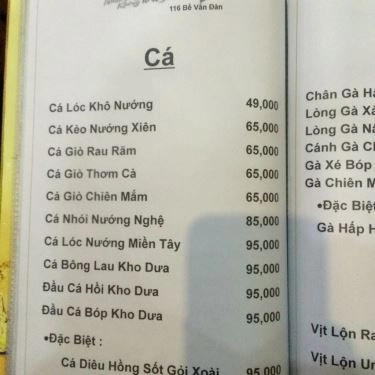 116 Bế Văn Đàn
Cá
Cá Lóc Khô Nướng 49,000
Cá Kèo Nướng Xiên 65,000
Cá Giò Rau Răm 65,000
Cá Giò Thơm Cà 65,000
Cá Giò Chiên Mắm 65,000
Cá Nhói Nướng Nghệ 85,000
Cá Lóc Nướng Miền Tây 95,000
Cá Bông Lau Kho Dưa 95,000
Đầu Cá Hồi Kho Dưa 95,000
Đầu Cá Bóp Kho Dưa 95,000
•Đặc Biệt :
Cá Diêu Hồng Sốt Gỏi Xoài 95,000
Chân Gà
Lòng Gà
Lòng Gà
Cánh Gà
Gà Xé Bóp
Gà Chiên
•Đặc Biệt
Gà Hấp
Vịt Lộn
Vịt Lộn